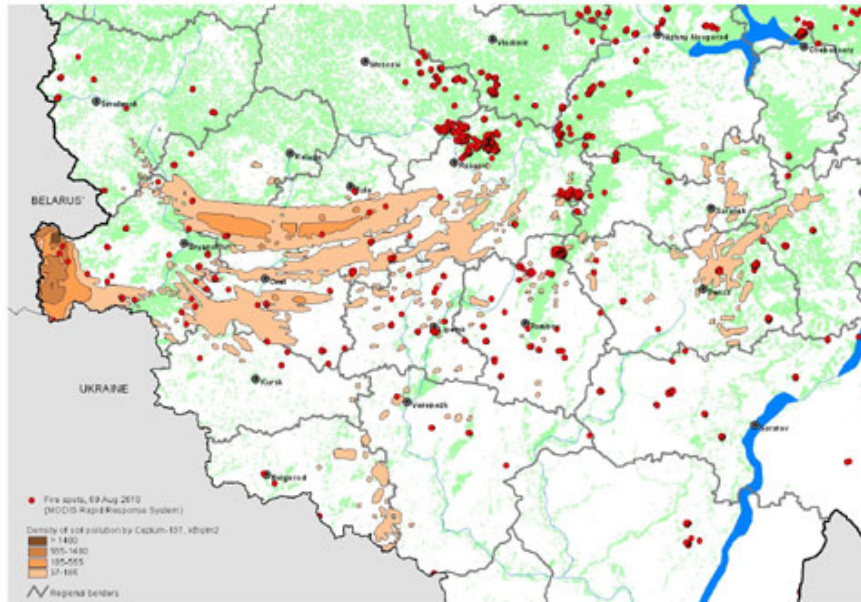 Vladimir
Nizhny Novgorod
Cheboksary
Moscow
Smolensk
Kaluga
Ryazan
Tula
BELARUS
Saransk
Bryansk
Orel
Penza
Lipetsk
Tambov
UKRAINE
Kursk
Voronezh
Saratov
Belgorod
Fire spots, 09 Aug 2010
(MODIS Rapid Response System)
Density of soil pollution by Cezium-137, kBq/m2
> 1480
555-1480
185-555
37-185
Regional borders